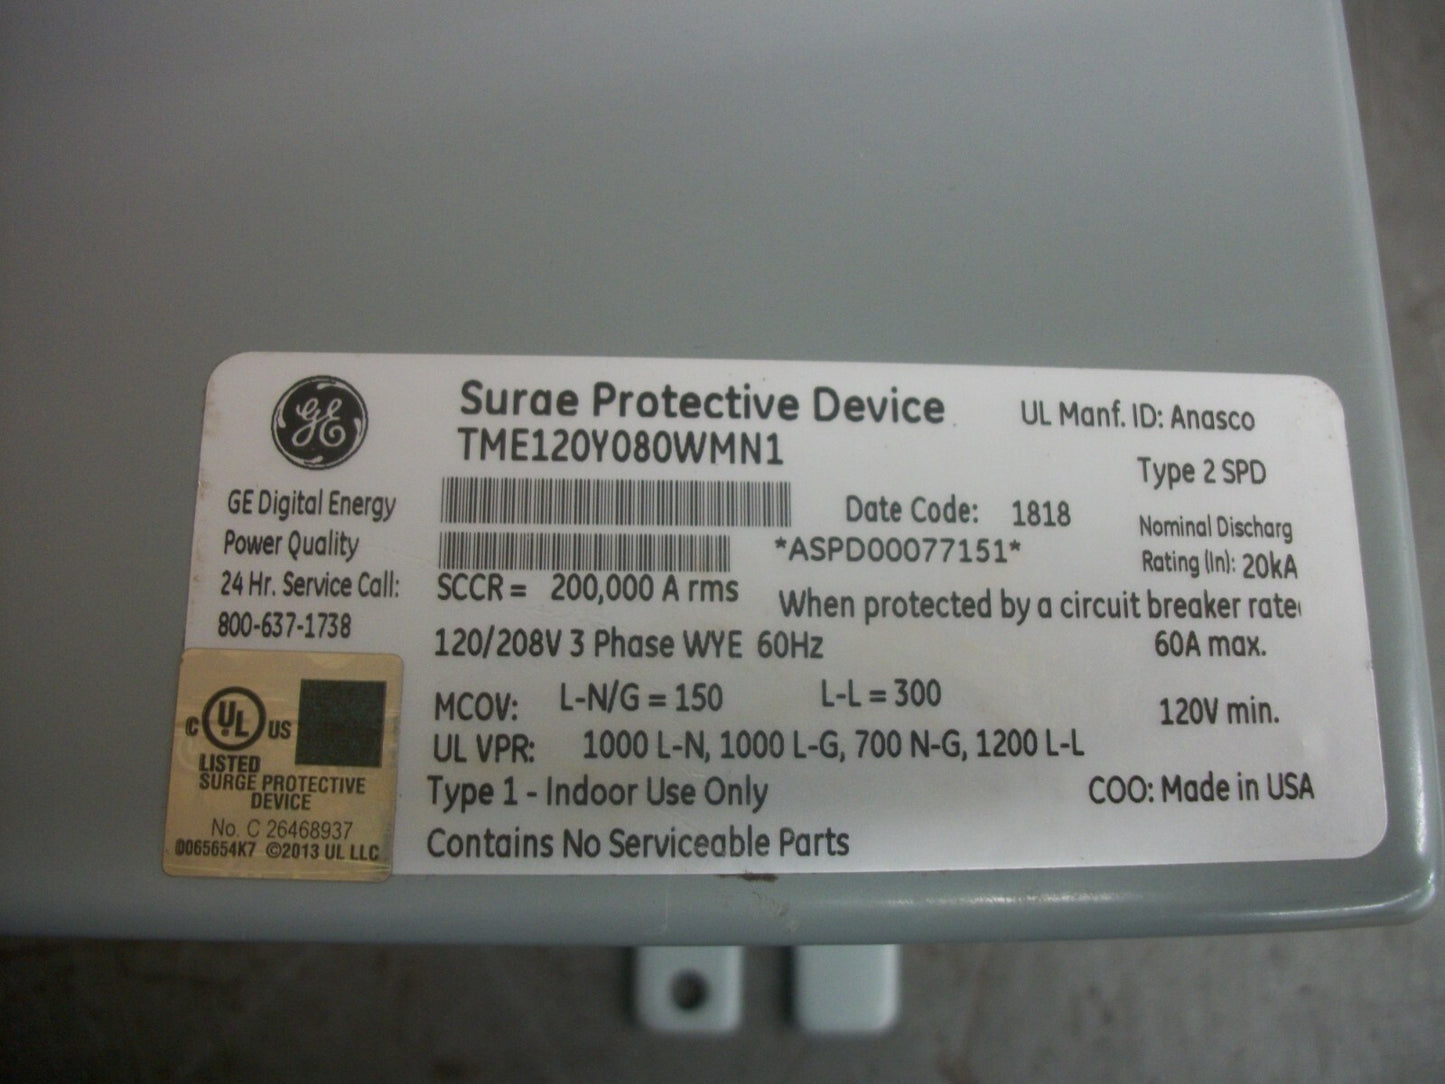 GE
Surge Protective Device
TME120Y080WMN1
UL Manf. ID: Anasco
Type 2 SPD
GE Digital Energy
Power Quality
24 Hr. Service Call:
800-637-1738
Date Code: 1818
*ASPD00077151*
Nominal Discharg
Rating (In): 20kA
SCCR = 200,000 A rms
When protected by a circuit breaker rate
60A max.
120/208V 3 Phase WYE 60Hz
MCOV: L-N/G = 150 L-L = 300
120V min.
UL VPR: 1000 L-N, 1000 L-G, 700 N-G, 1200 L-L
Type 1 - Indoor Use Only
COO: Made in USA
Contains No Serviceable Parts
C UL US
LISTED
SURGE PROTECTIVE
DEVICE
No. C 26468937
0065654K7 ©2013 UL LLC